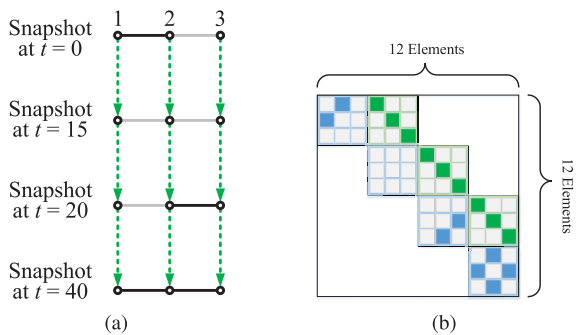 1 2 3
Snapshot
at t = 0
Snapshot
at t = 15
Snapshot
at t = 20
Snapshot
at t = 40
(a)
12 Elements
12 Elements
(b)